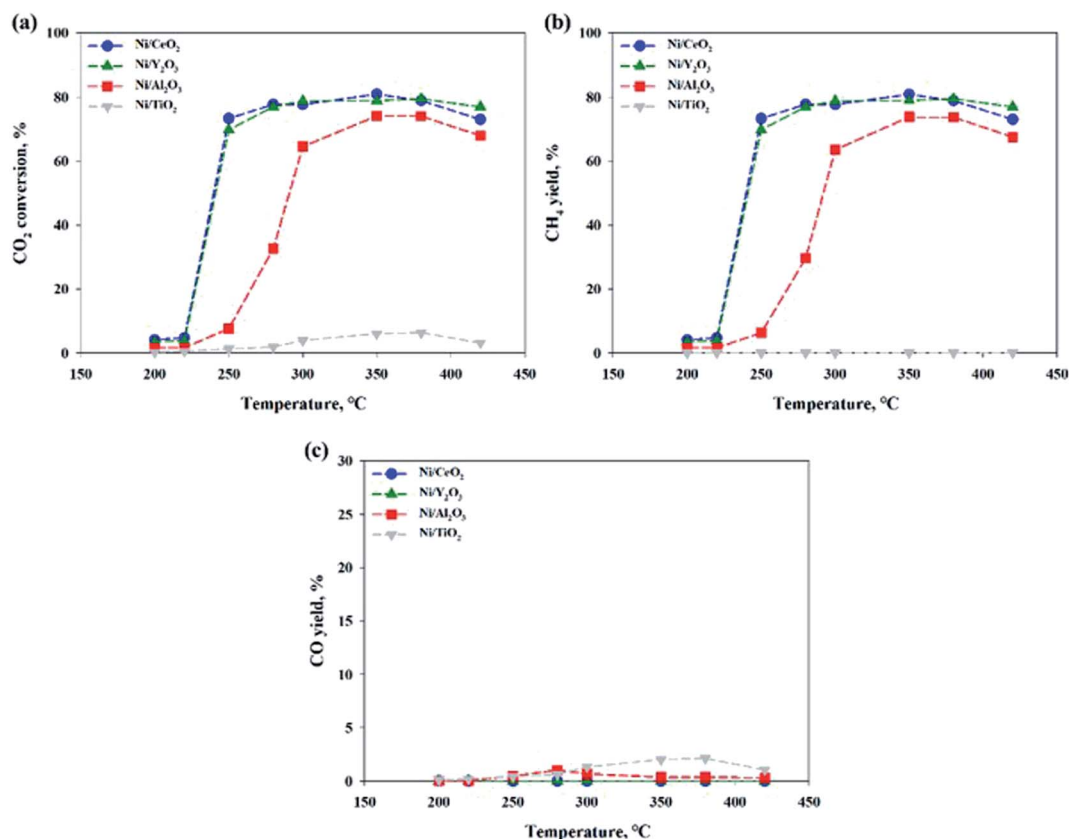 (a)
100
80
60
40
20
0
CO₂ conversion, %
Ni/CeO₂
Ni/Y₂O₃
Ni/Al₂O₃
Ni/TiO₂
150 200 250 300 350 400 450
Temperature, °C
(b)
100
80
60
40
20
0
CH₄ yield, %
Ni/CeO₂
Ni/Y₂O₃
Ni/Al₂O₃
Ni/TiO₂
150 200 250 300 350 400 450
Temperature, °C
(c)
30
25
20
15
10
5
0
CO yield, %
Ni/CeO₂
Ni/Y₂O₃
Ni/Al₂O₃
Ni/TiO₂
150 200 250 300 350 400 450
Temperature, °C